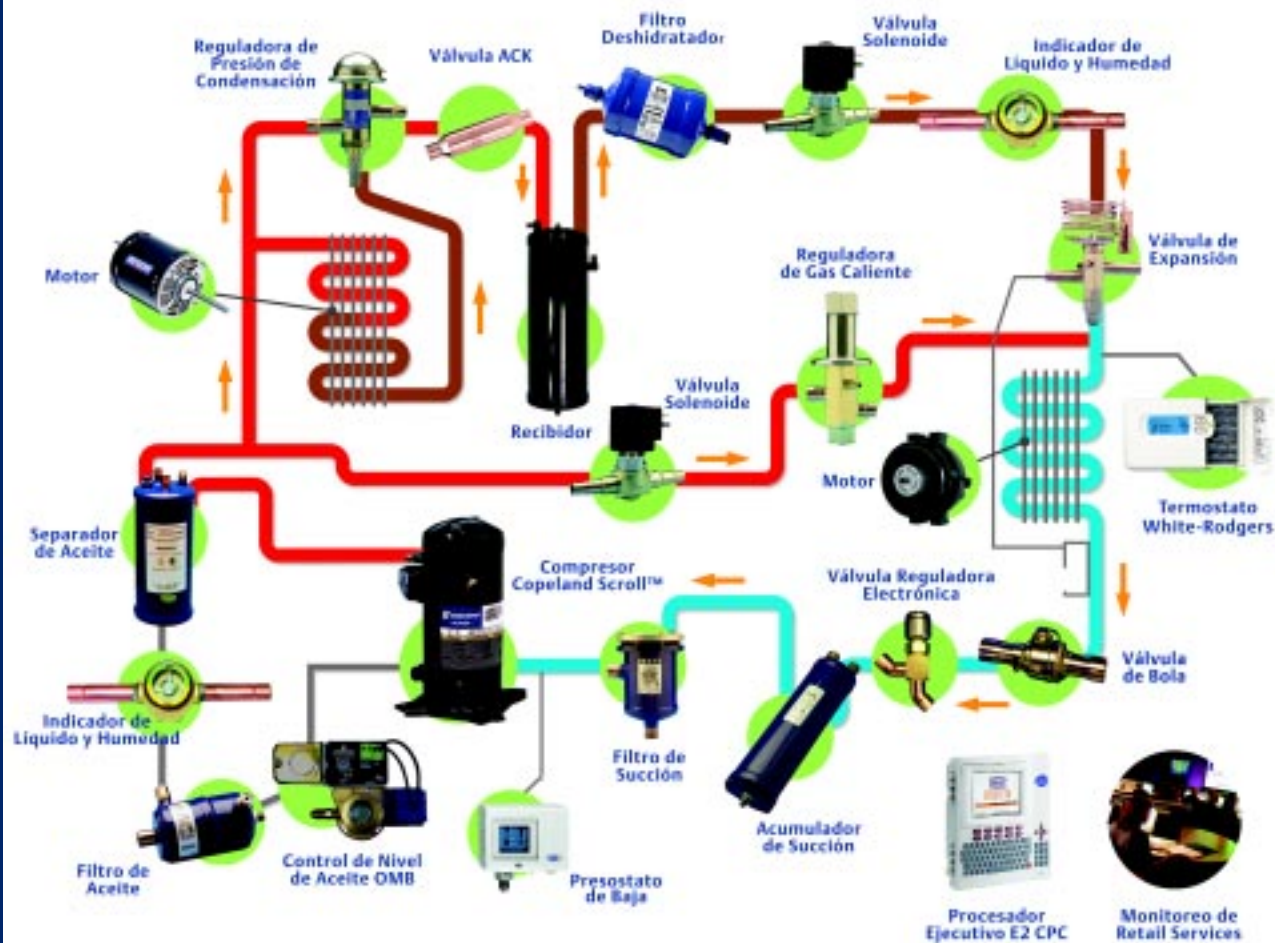 Reguladora de
Presión de
Condensación
Válvula ACK
Filtro
Deshidratador
Válvula
Solenoide
Indicador de
Líquido y Humedad
Motor
Reguladora
de Gas Caliente
Válvula de
Expansión
Recibidor
Válvula
Solenoide
Motor
Termostato
White-Rodgers
Separador
de Aceite
Compresor
Copeland Scroll™
Válvula Reguladora
Electrónica
Válvula
de Bola
Indicador de
Líquido y Humedad
Filtro de
Succión
Acumulador
de Succión
Filtro de
Aceite
Control de Nivel
de Aceite OMB
Presostato
de Baja
Procesador
Ejecutivo E2 CPC
Monitoreo de
Retail Services